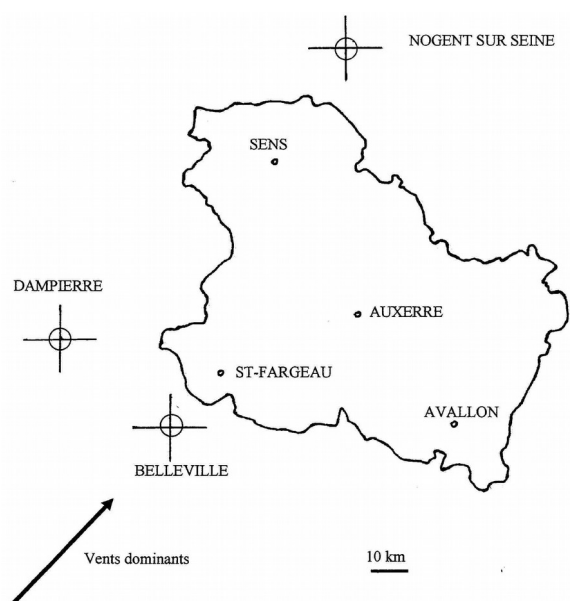 NOGENT SUR SEINE
SENS
DAMPIERRE
AUXERRE
ST-FARGEAU
AVALLON
BELLEVILLE
Vents dominants
10 km